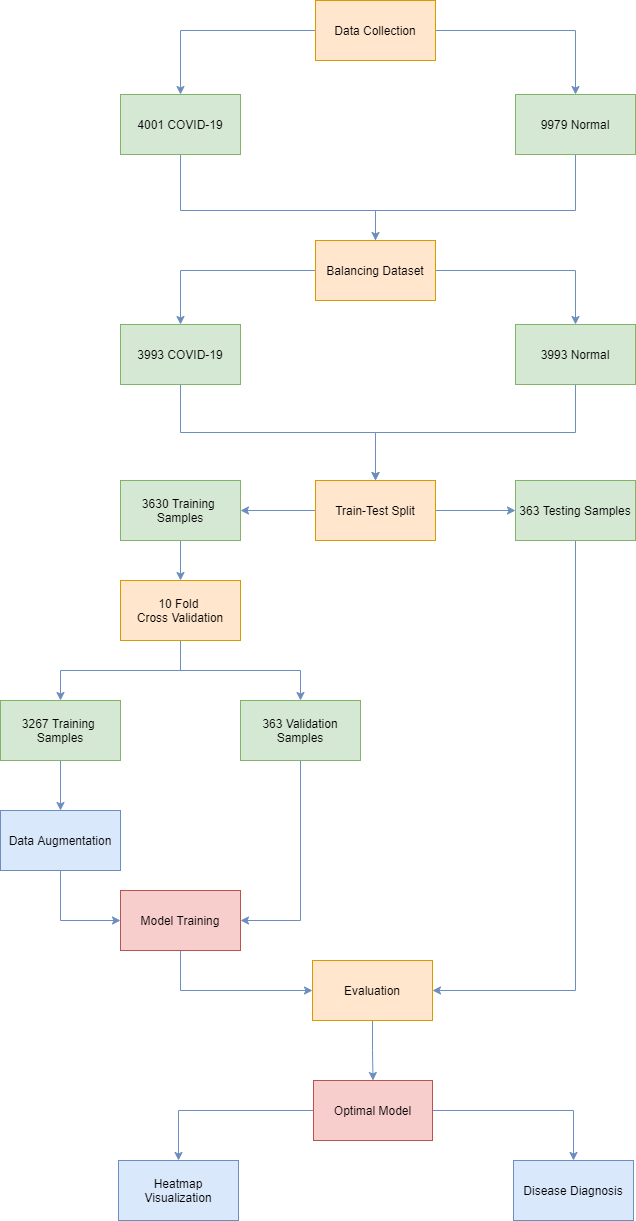 Data Collection
4001 COVID-19
9979 Normal
Balancing Dataset
3993 COVID-19
3993 Normal
3630 Training
Samples
Train-Test Split
363 Testing Samples
10 Fold
Cross Validation
3267 Training
Samples
363 Validation
Samples
Data Augmentation
Model Training
Evaluation
Optimal Model
Heatmap
Visualization
Disease Diagnosis